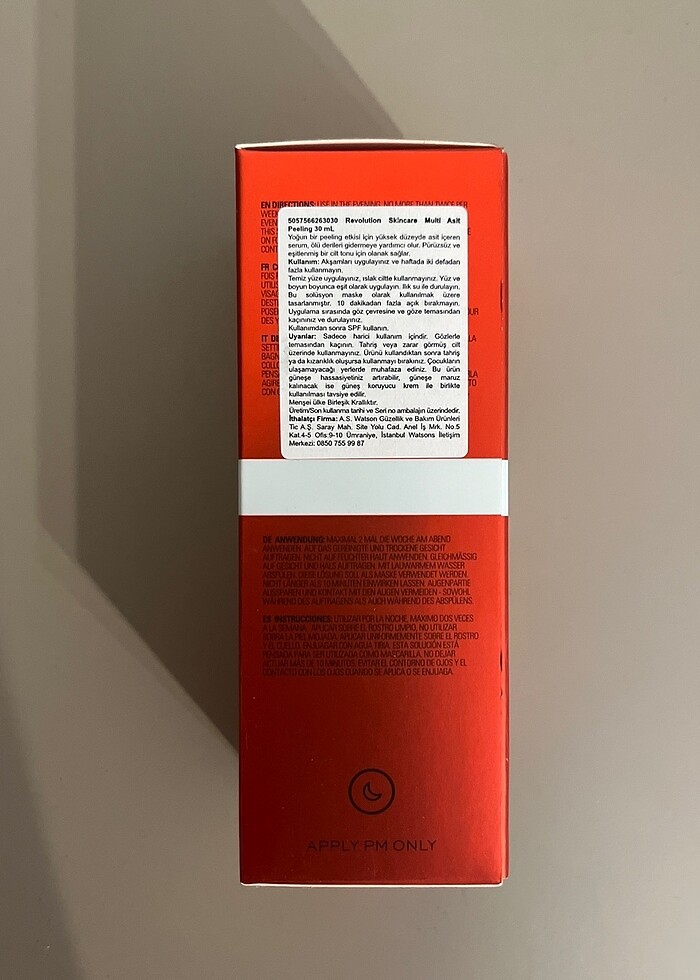 EN DIRECTIONS: USE IN THE EVENING, NO MORE THAN TWICE PER
WEEK
EVEN
THIS S
ON FO
CONT
5057566263030 Revolution Skincare Multi Asit
Peeling 30 mL
Yoğun bir peeling etkisi için yüksek düzeyde asit içeren
serum, ölü derileri gidermeye yardımcı olur. Pürüzsüz ve
eşitlenmiş bir cilt tonu için olanak sağlar.
Kullanım: Akşamları uygulayınız ve haftada iki defadan
fazla kullanmayın.
Temiz yüze uygulayınız, ıslak ciltte kullanmayınız. Yüz ve
boyun boyunca eşit olarak uygulayın. Ilık su ile durulayın.
Bu solüsyon maske olarak kullanılmak üzere
tasarlanmıştır. 10 dakikadan fazla açık bırakmayın.
Uygulama sırasında göz çevresine ve göze temasından
kaçınınız ve durulayınız.
Kullanımdan sonra SPF kullanın.
Uyarılar: Sadece harici kullanım içindir. Gözlerle
temasından kaçının. Tahriş veya zarar görmüş cilt
üzerinde kullanmayınız. Ürünü kullandıktan sonra tahriş
ya da kızarıklık oluşursa kullanmayı bırakınız. Çocukların
ulaşamayacağı yerlerde muhafaza ediniz. Bu ürün
güneşe hassasiyetiniz artırabilir, güneşe maruz
kalınacak ise güneş koruyucu krem ile birlikte
kullanılması tavsiye edilir.
Menşei ülke Birleşik Krallıktır.
Üretim/Son kullanma tarihi ve Seri no ambalajın üzerindedir.
İthalatçı Firma: A.S. Watson Güzellik ve Bakım Ürünleri
Tic A.Ş. Saray Mah. Site Yolu Cad. Anel İş Mrk. No.5
Kat.4-5 Ofis:9-10 Ümraniye, İstanbul Watsons İletişim
Merkezi: 0850 755 99 87
DE ANWENDUNG: MAXIMAL 2 MAL DIE WOCHE AM ABEND
ANWENDEN. AUF DAS GEREINIGTE UND TROCKENE GESICHT
AUFTRAGEN. NICHT AUF FEUCHTER HAUT ANWENDEN. GLEICHMÄSSIG
AUF GESICHT UND HALS AUFTRAGEN. MIT LAUWARMEM WASSER
ABSPÜLEN. DIESE LÖSUNG SOLL ALS MASKE VERWENDET WERDEN.
NICHT LÄNGER ALS 10 MINUTEN EINWIRKEN LASSEN. AUGENPARTIE
AUSSPAREN UND KONTAKT MIT DEN AUGEN VERMEIDEN - SOWOHL
WÄHREND DES AUFTRAGENS ALS AUCH WÄHREND DES ABSPÜLENS.
ES INSTRUCCIONES: UTILIZAR POR LA NOCHE, MÁXIMO DOS VECES
A LA SEMANA. APLICAR SOBRE EL ROSTRO LIMPIO, NO UTILIZAR
SOBRE LA PIEL MOJADA. APLICAR UNIFORMEMENTE SOBRE EL ROSTRO
Y EL CUELLO. ENJUAGAR CON AGUA TIBIA. ESTA SOLUCIÓN ESTÁ
PENSADA PARA SER UTILIZADA COMO MASCARILLA. NO DEJAR
ACTUAR MÁS DE 10 MINUTOS. EVITAR EL CONTORNO DE OJOS Y EL
CONTACTO CON LOS OJOS CUANDO SE APLICA O SE ENJUAGA.
APPLY PM ONLY